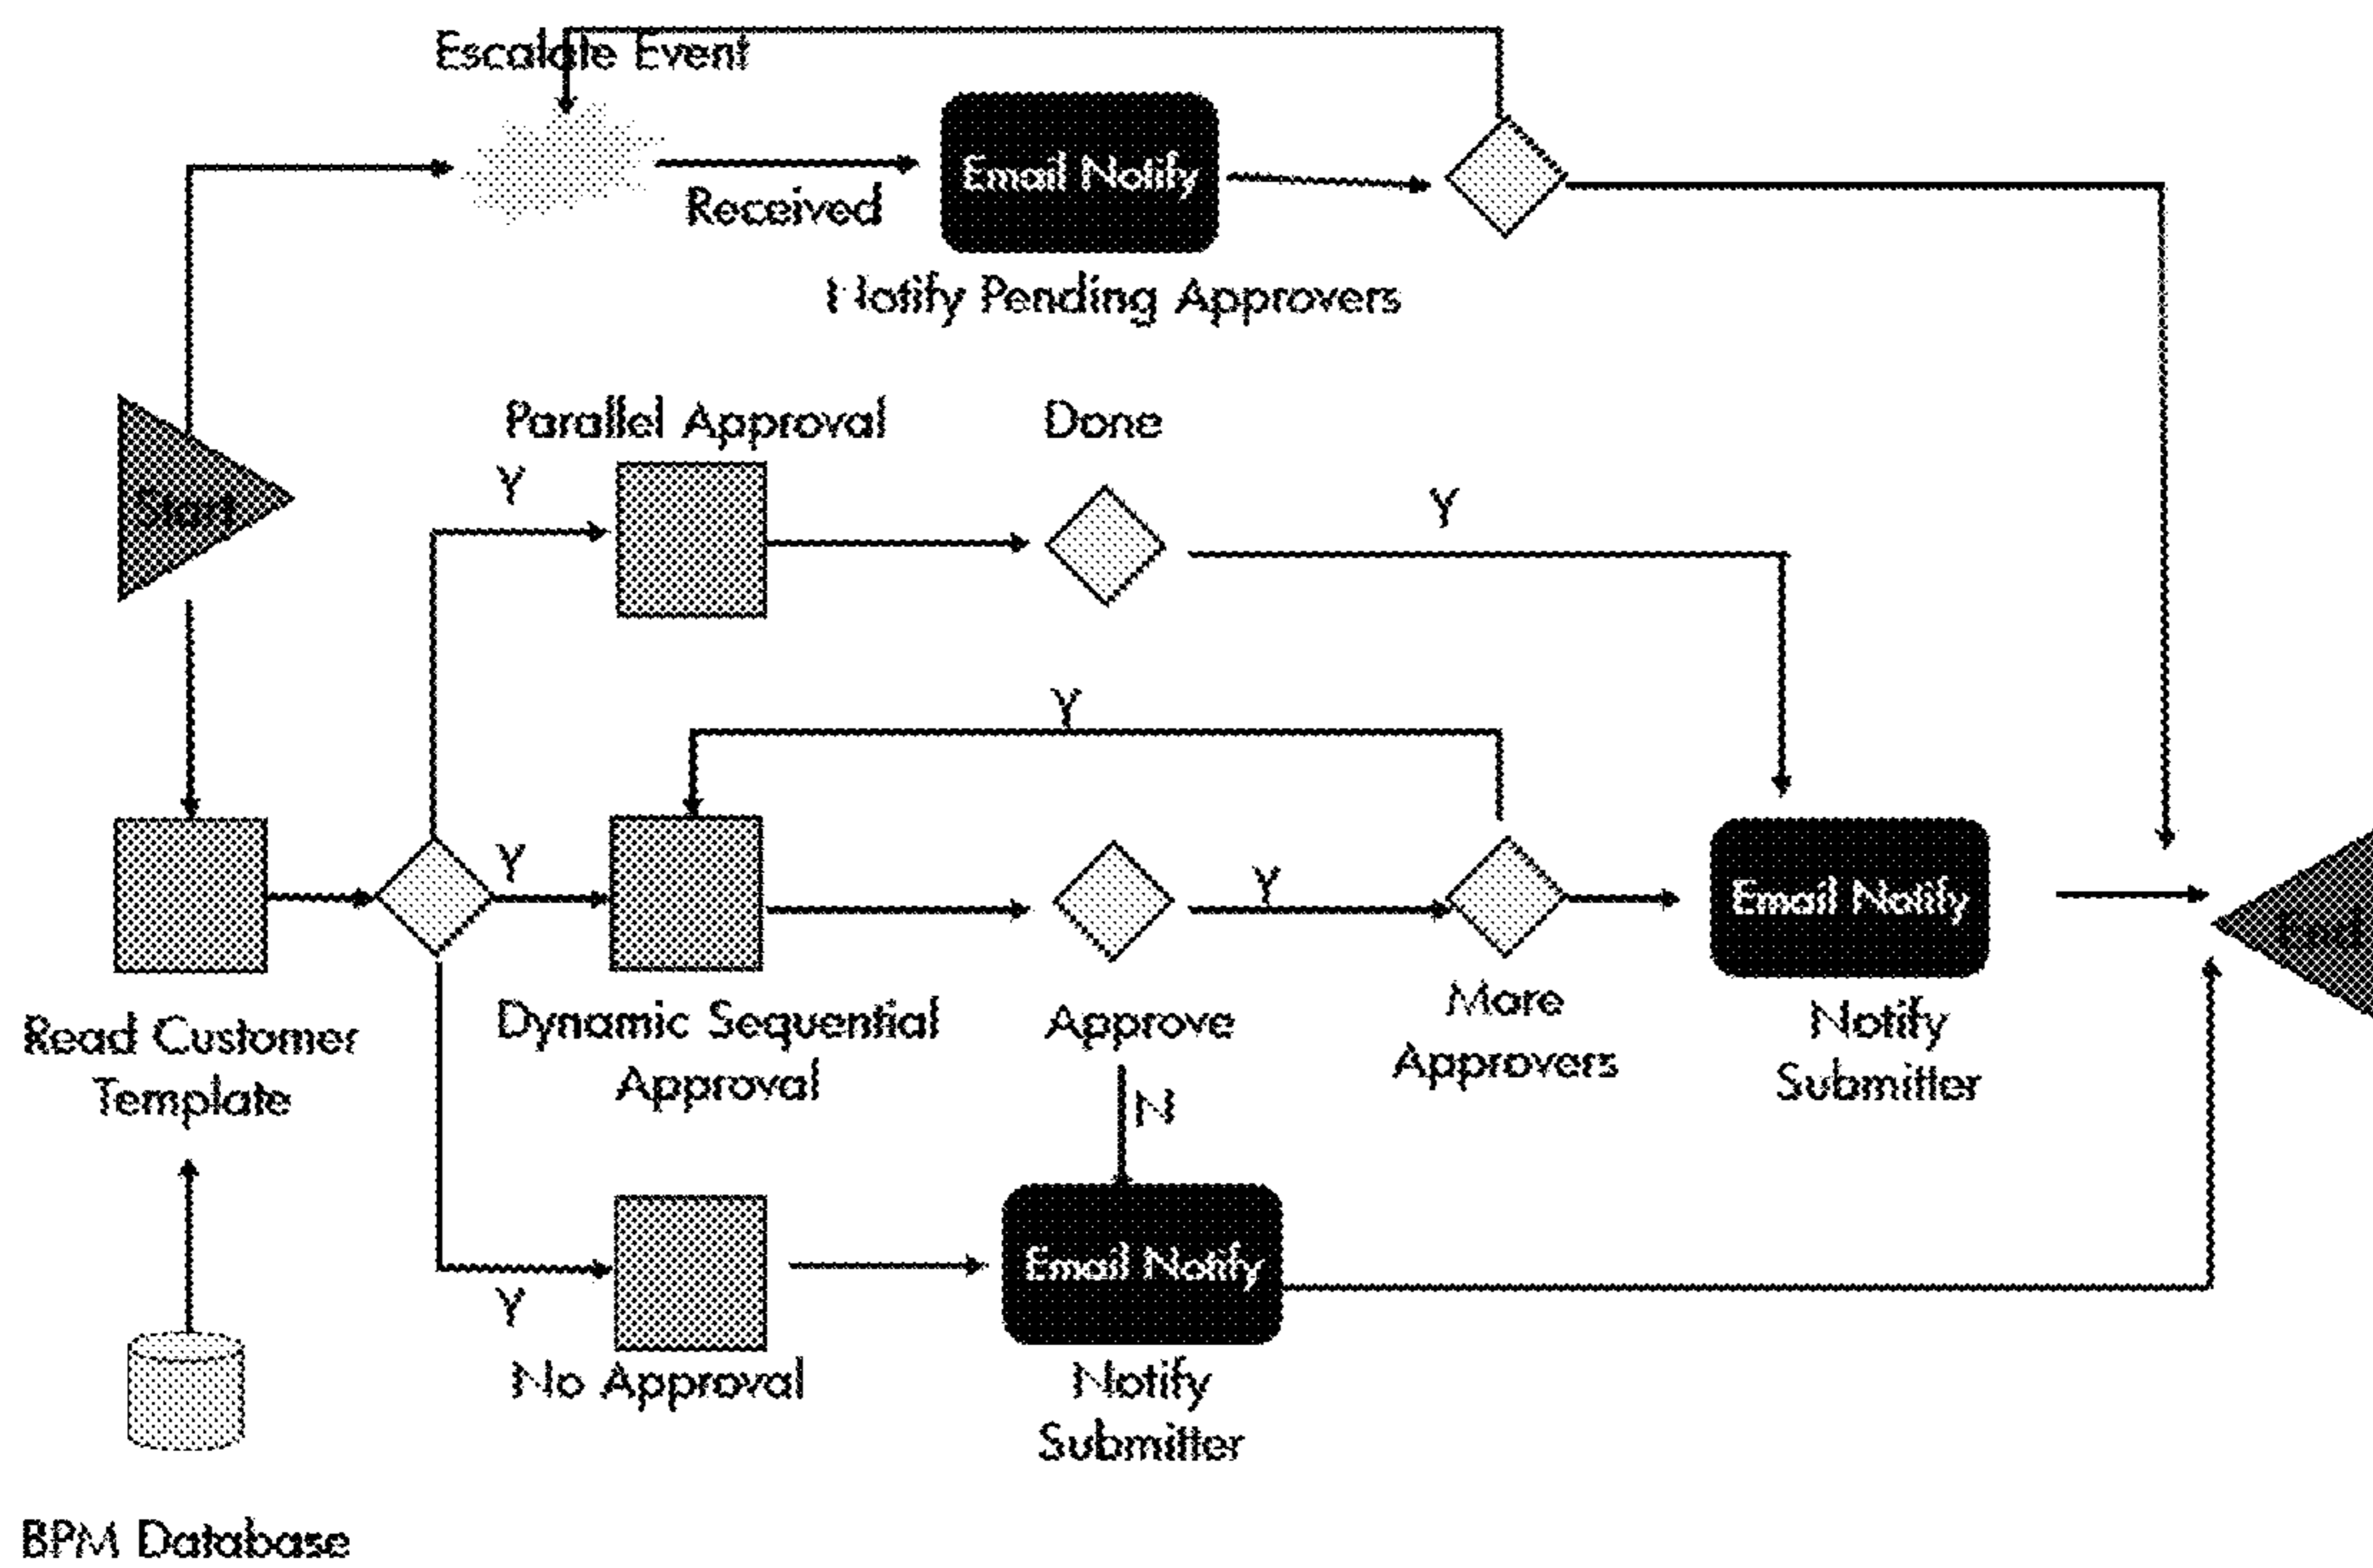 Escalate Event
Email Notify
Received
Notify Pending Approvers
Parallel Approval
Done
Y
Start
Y
Y
Y
Y
Email Notify
End
Read Customer
Template
Dynamic Sequential
Approval
Approve
More
Approvers
Notify
Submitter
N
Email Notify
Y
No Approval
Notify
Submitter
BPM Database